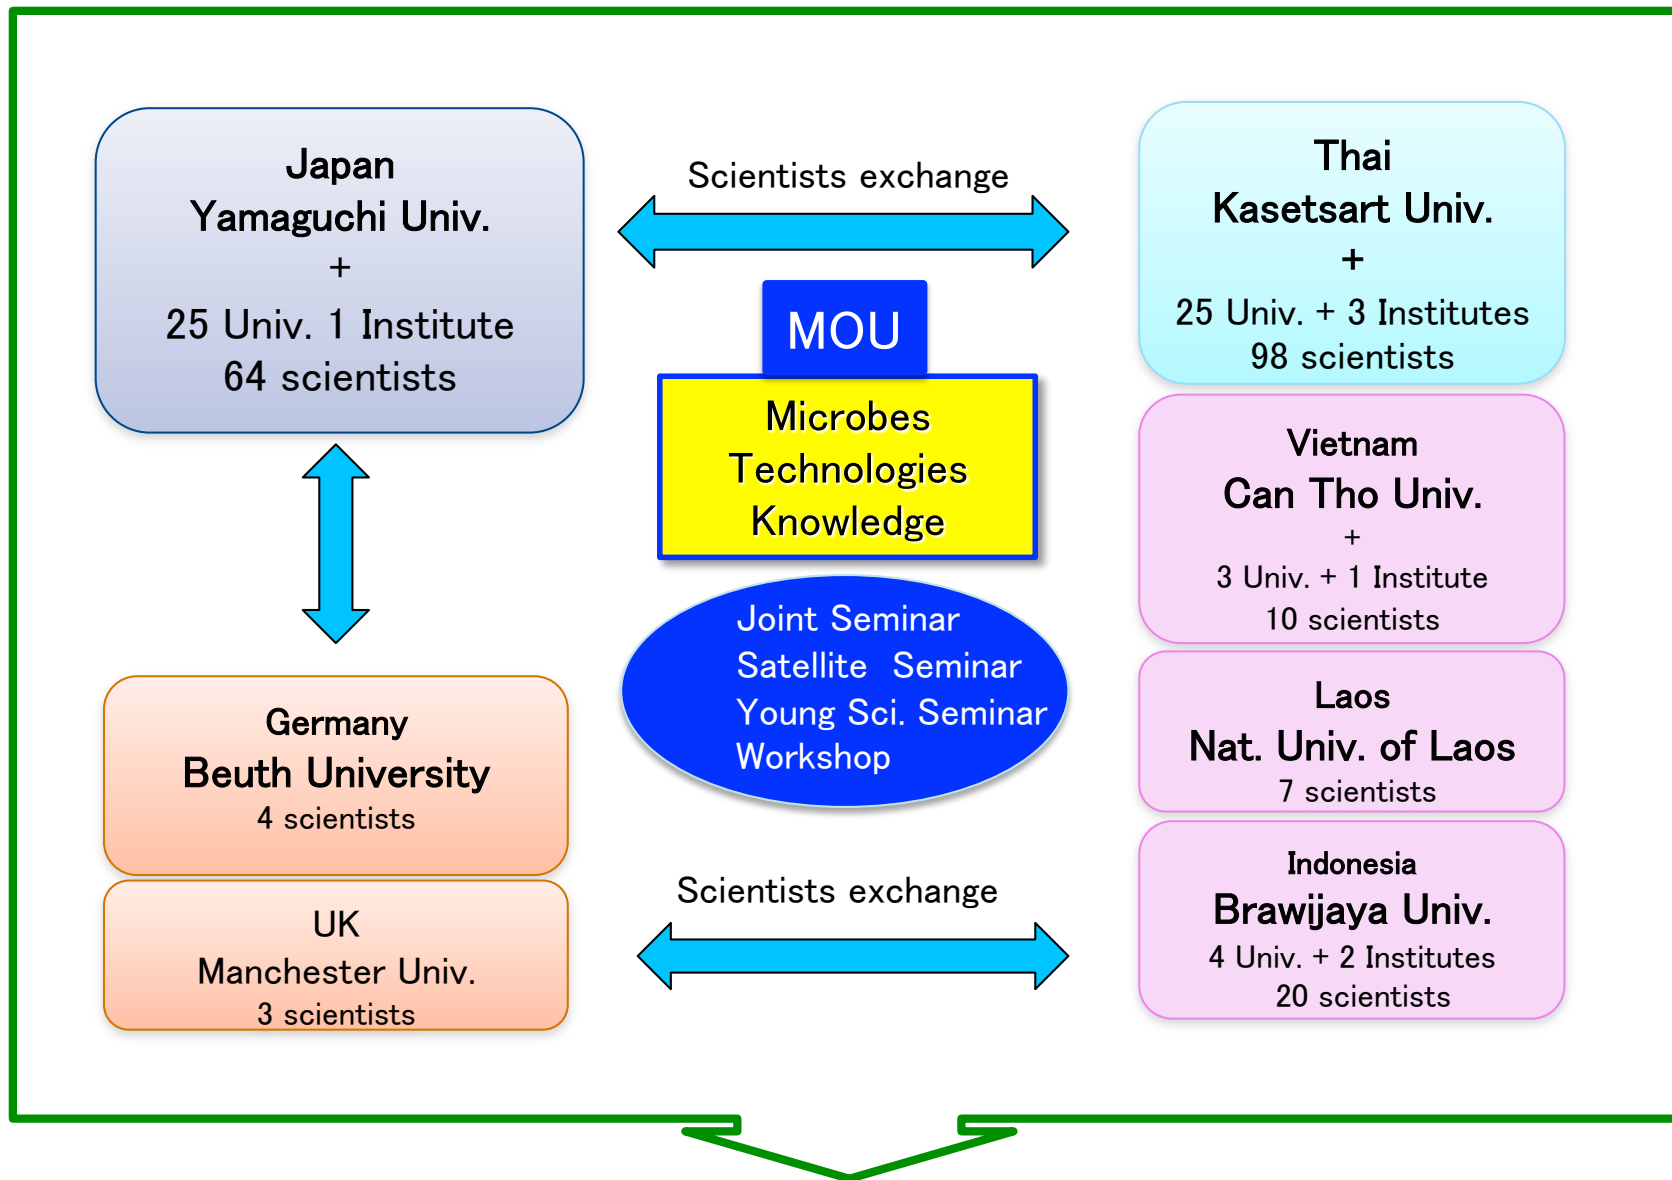 Japan
Yamaguchi Univ.
+
25 Univ. 1 Institute
64 scientists
Scientists exchange
Thai
Kasetsart Univ.
+
25 Univ. + 3 Institutes
98 scientists
MOU
Microbes
Technologies
Knowledge
Vietnam
Can Tho Univ.
+
3 Univ. + 1 Institute
10 scientists
Joint Seminar
Satellite Seminar
Young Sci. Seminar
Workshop
Laos
Nat. Univ. of Laos
7 scientists
Germany
Beuth University
4 scientists
UK
Manchester Univ.
3 scientists
Scientists exchange
Indonesia
Brawijaya Univ.
4 Univ. + 2 Institutes
20 scientists